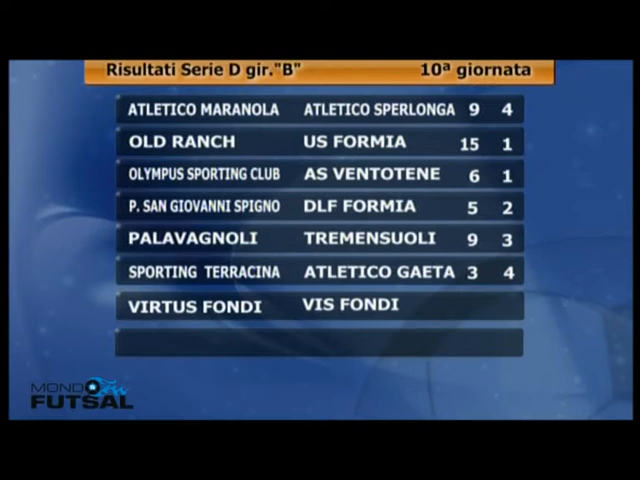 Risultati Serie D gir."B" 10ª giornata
ATLETICO MARANOLA ATLETICO SPERLONGA 9 4
OLD RANCH US FORMIA 15 1
OLYMPUS SPORTING CLUB AS VENTOTENE 6 1
P. SAN GIOVANNI SPIGNO DLF FORMIA 5 2
PALAVAGNOLI TREMENSUOLI 9 3
SPORTING TERRACINA ATLETICO GAETA 3 4
VIRTUS FONDI VIS FONDI
MONDO
FUTSAL